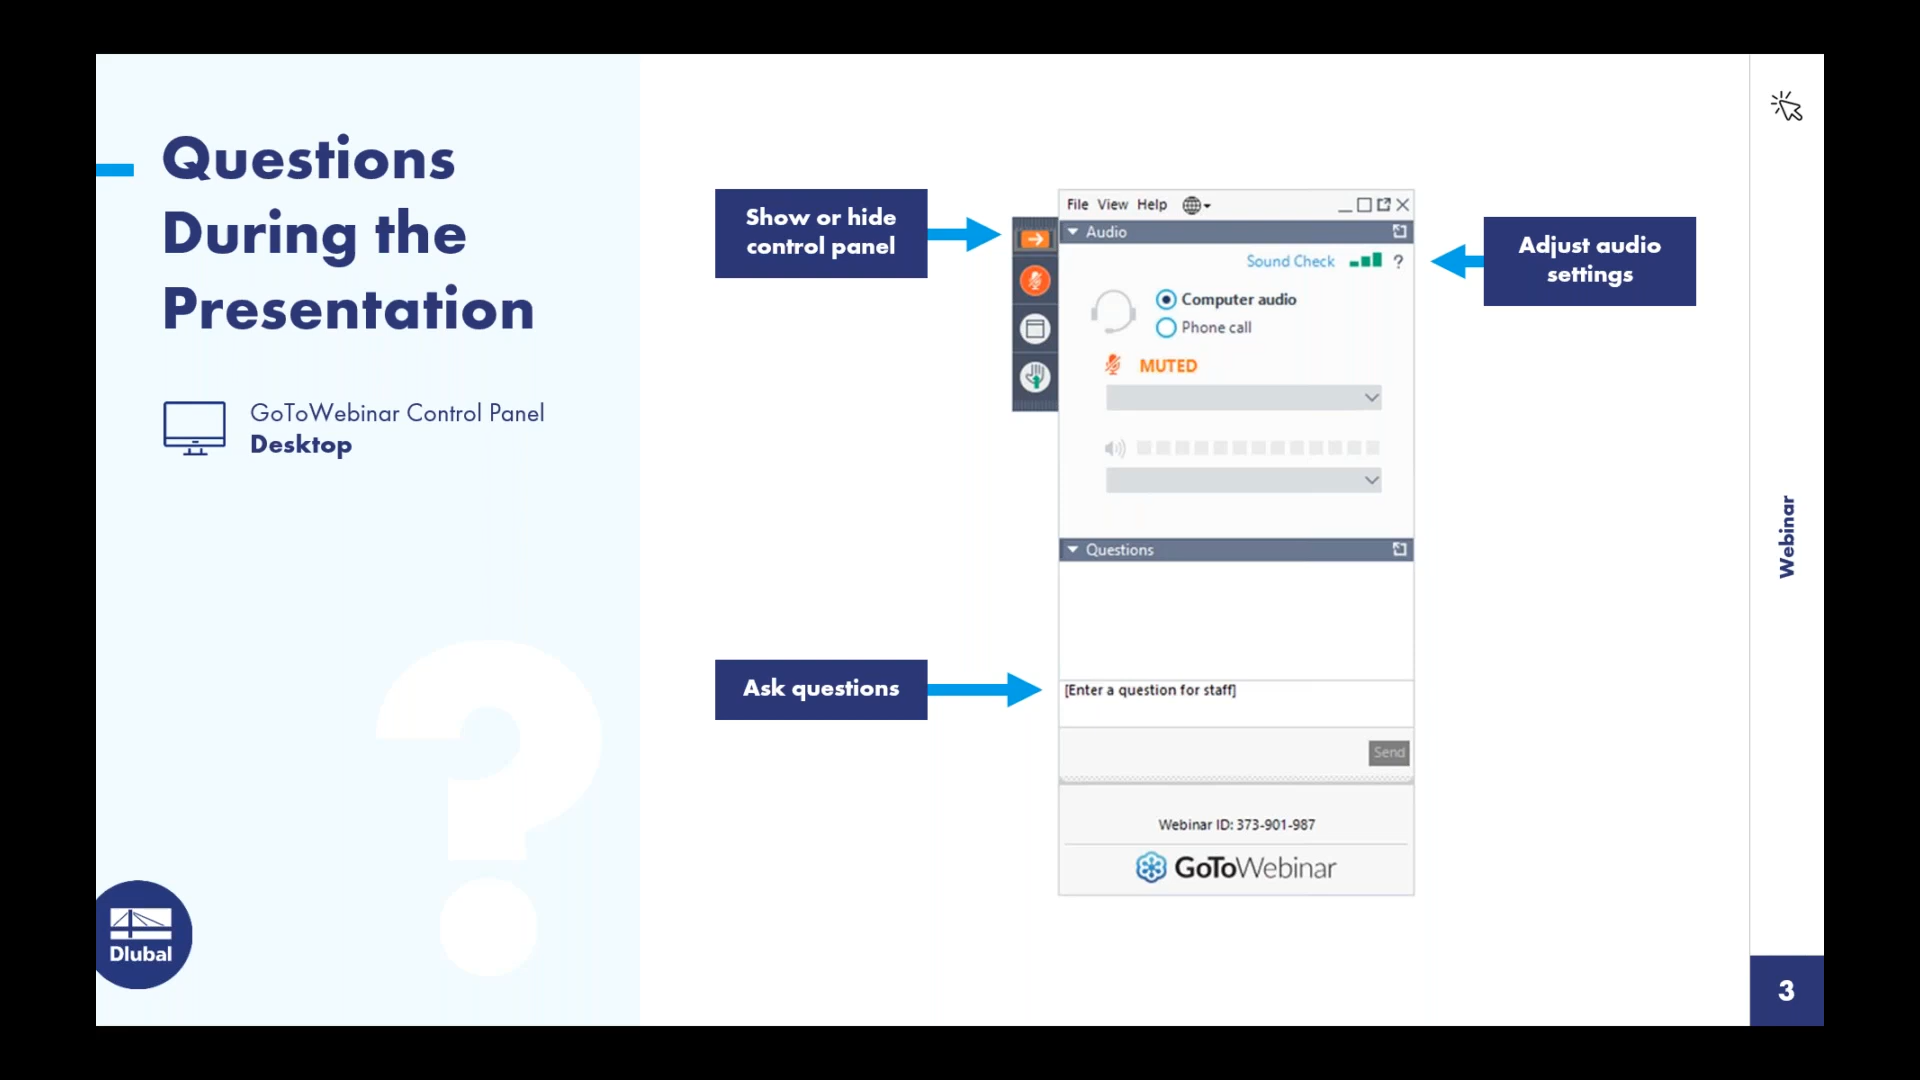 Questions
During the
Presentation
GoToWebinar Control Panel
Desktop
Dlubal
Show or hide
control panel
Ask questions
File View Help
Audio
Sound Check ?
Computer audio
Phone call
MUTED
Questions
[Enter a question for staff]
Send
Webinar ID: 373-901-987
GoToWebinar
Adjust audio
settings
Webinar
3